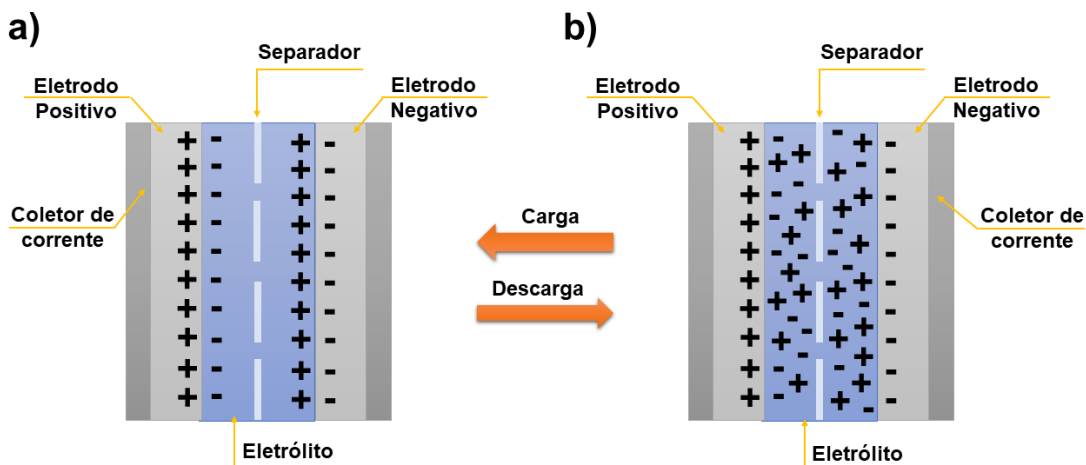 a)
Separador
Eletrodo
Positivo
Eletrodo
Negativo
Coletor de
corrente
Eletrólito
Carga
Descarga
b)
Separador
Eletrodo
Positivo
Eletrodo
Negativo
Coletor de
corrente
Eletrólito